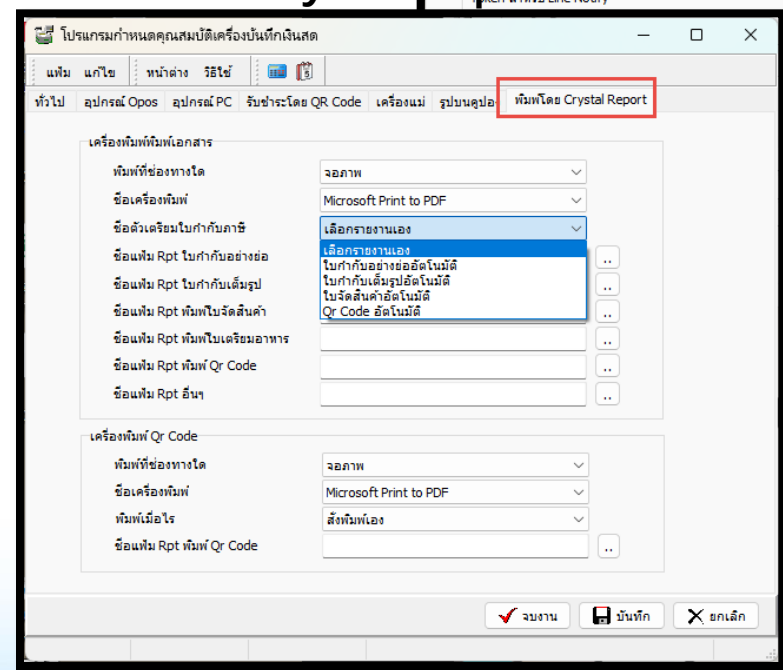 โปรแกรมกำหนดคุณสมบัติเครื่องบันทึกเงินสด
แฟ้ม แก้ไข หน้าต่าง วิธีใช้
ทั่วไป อุปกรณ์ Opos อุปกรณ์ PC รับชำระโดย QR Code เครื่องแม่ รูปบนคูปอง พิมพ์โดย Crystal Report
เครื่องพิมพ์พิมพ์เอกสาร
พิมพ์ที่ช่องทางใด จอภาพ
ชื่อเครื่องพิมพ์ Microsoft Print to PDF
ชื่อตัวเตรียมใบกำกับภาษี เลือกรายงานเอง
เลือกรายงานเอง
ชื่อแฟ้ม Rpt ใบกำกับอย่างย่อ ..
ใบกำกับอย่างย่ออัตโนมัติ
ใบกำกับเต็มรูปอัตโนมัติ
ชื่อแฟ้ม Rpt ใบกำกับเต็มรูป ..
ใบจัดสินค้าอัตโนมัติ
Qr Code อัตโนมัติ
ชื่อแฟ้ม Rpt พิมพ์ใบจัดสินค้า ..
ชื่อแฟ้ม Rpt พิมพ์ใบเตรียมอาหาร ..
ชื่อแฟ้ม Rpt พิมพ์ Qr Code ..
ชื่อแฟ้ม Rpt อื่นๆ ..
เครื่องพิมพ์ Qr Code
พิมพ์ที่ช่องทางใด จอภาพ
ชื่อเครื่องพิมพ์ Microsoft Print to PDF
พิมพ์เมื่อไร สั่งพิมพ์เอง
ชื่อแฟ้ม Rpt พิมพ์ Qr Code ..
จบงาน บันทึก ยกเลิก